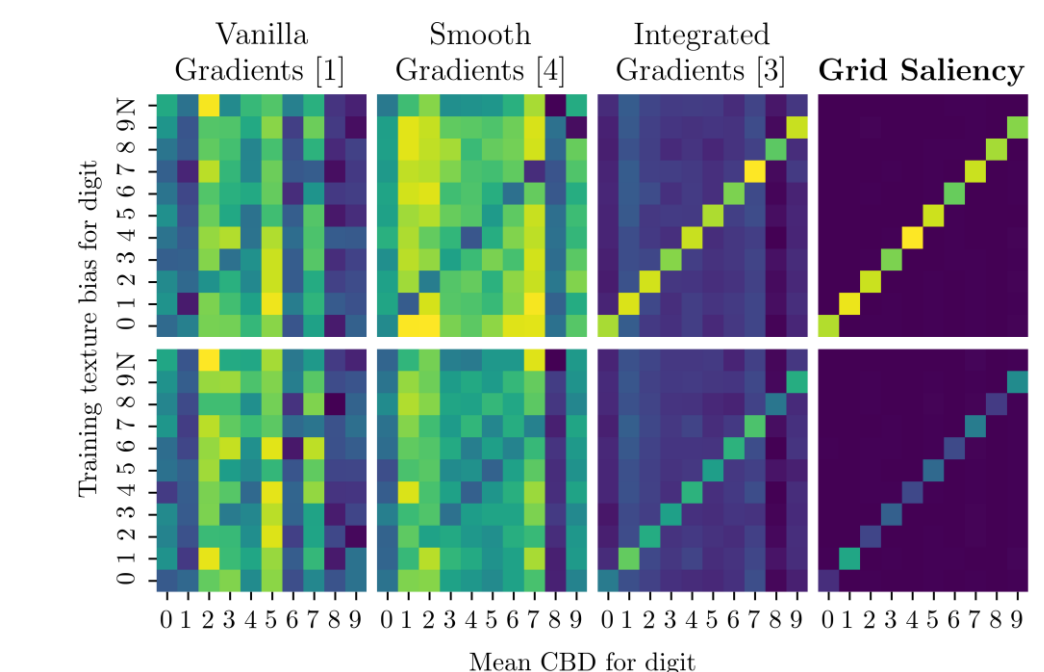 Vanilla
Gradients [1]
Smooth
Gradients [4]
Integrated
Gradients [3]
Grid Saliency
Training texture bias for digit
0 1 2 3 4 5 6 7 8 9 N
0 1 2 3 4 5 6 7 8 9 N
0 1 2 3 4 5 6 7 8 9
0 1 2 3 4 5 6 7 8 9
0 1 2 3 4 5 6 7 8 9
0 1 2 3 4 5 6 7 8 9
Mean CBD for digit